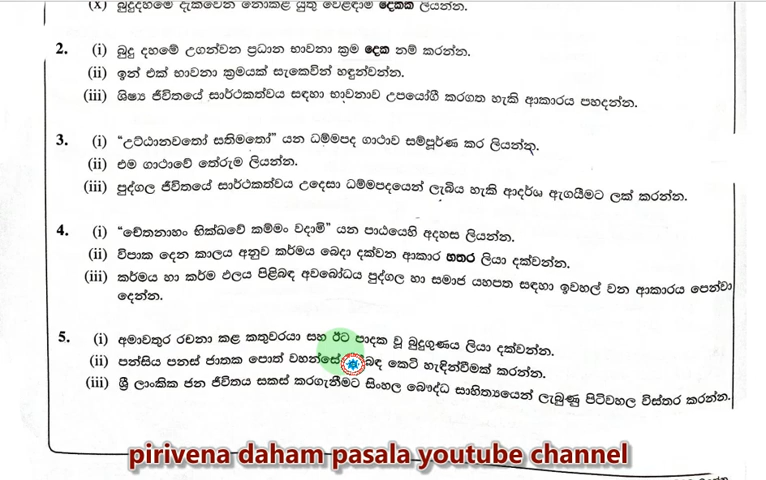 (x) බුදුදහමේ දැක්වෙන නොකළ යුතු වෙළඳාම් දෙකක් ලියන්න.
2. (i) බුදු දහමේ උගන්වන ප්‍රධාන භාවනා ක්‍රම දෙක නම් කරන්න.
(ii) ඉන් එක් භාවනා ක්‍රමයක් සැකෙවින් හඳුන්වන්න.
(iii) ශිෂ්‍ය ජීවිතයේ සාර්ථකත්වය සඳහා භාවනාව උපයෝගී කරගත හැකි ආකාරය පහදන්න.
3. (i) “උට්ඨානවතෝ සතිමතෝ” යන ධම්මපද ගාථාව සම්පූර්ණ කර ලියන්න.
(ii) එම ගාථාවේ තේරුම ලියන්න.
(iii) පුද්ගල ජීවිතයේ සාර්ථකත්වය උදෙසා ධම්මපදයෙන් ලැබිය හැකි ආදර්ශ ඇගයීමට ලක් කරන්න.
4. (i) “චේතනාහං භික්ඛවේ කම්මං වදාමි” යන පාඨයෙහි අදහස ලියන්න.
(ii) විපාක දෙන කාලය අනුව කර්මය බෙදා දක්වන ආකාර හතර ලියා දක්වන්න.
(iii) කර්මය හා කර්ම ඵලය පිළිබඳ අවබෝධය පුද්ගල හා සමාජ යහපත සඳහා ඉවහල් වන ආකාරය පෙන්වා
දෙන්න.
5. (i) අමාවතුර රචනා කළ කතුවරයා සහ ඊට පාදක වූ බුදුගුණය ලියා දක්වන්න.
(ii) පන්සිය පනස් ජාතක පොත් වහන්සේ කෙටි හැඳින්වීමක් කරන්න.
(iii) ශ්‍රී ලාංකික ජන ජීවිතය සකස් කරගැනීමට සිංහල බෞද්ධ සාහිත්‍යයෙන් ලැබුණු පිටිවහල විස්තර කරන්න.
pirivena daham pasala youtube channel